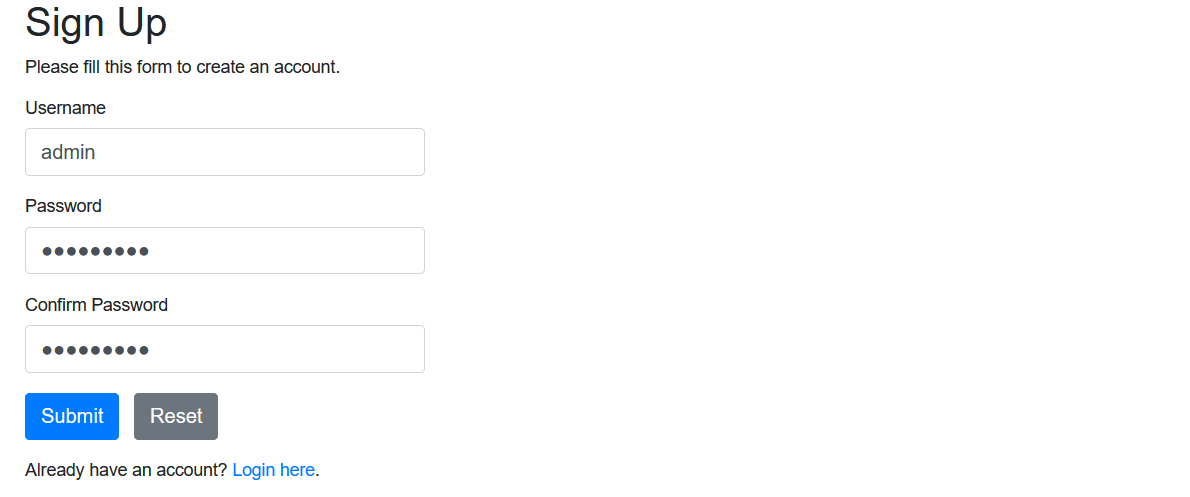 Sign Up
Please fill this form to create an account.
Username
admin
Password
●●●●●●●●●
Confirm Password
●●●●●●●●●
Submit Reset
Already have an account? Login here.